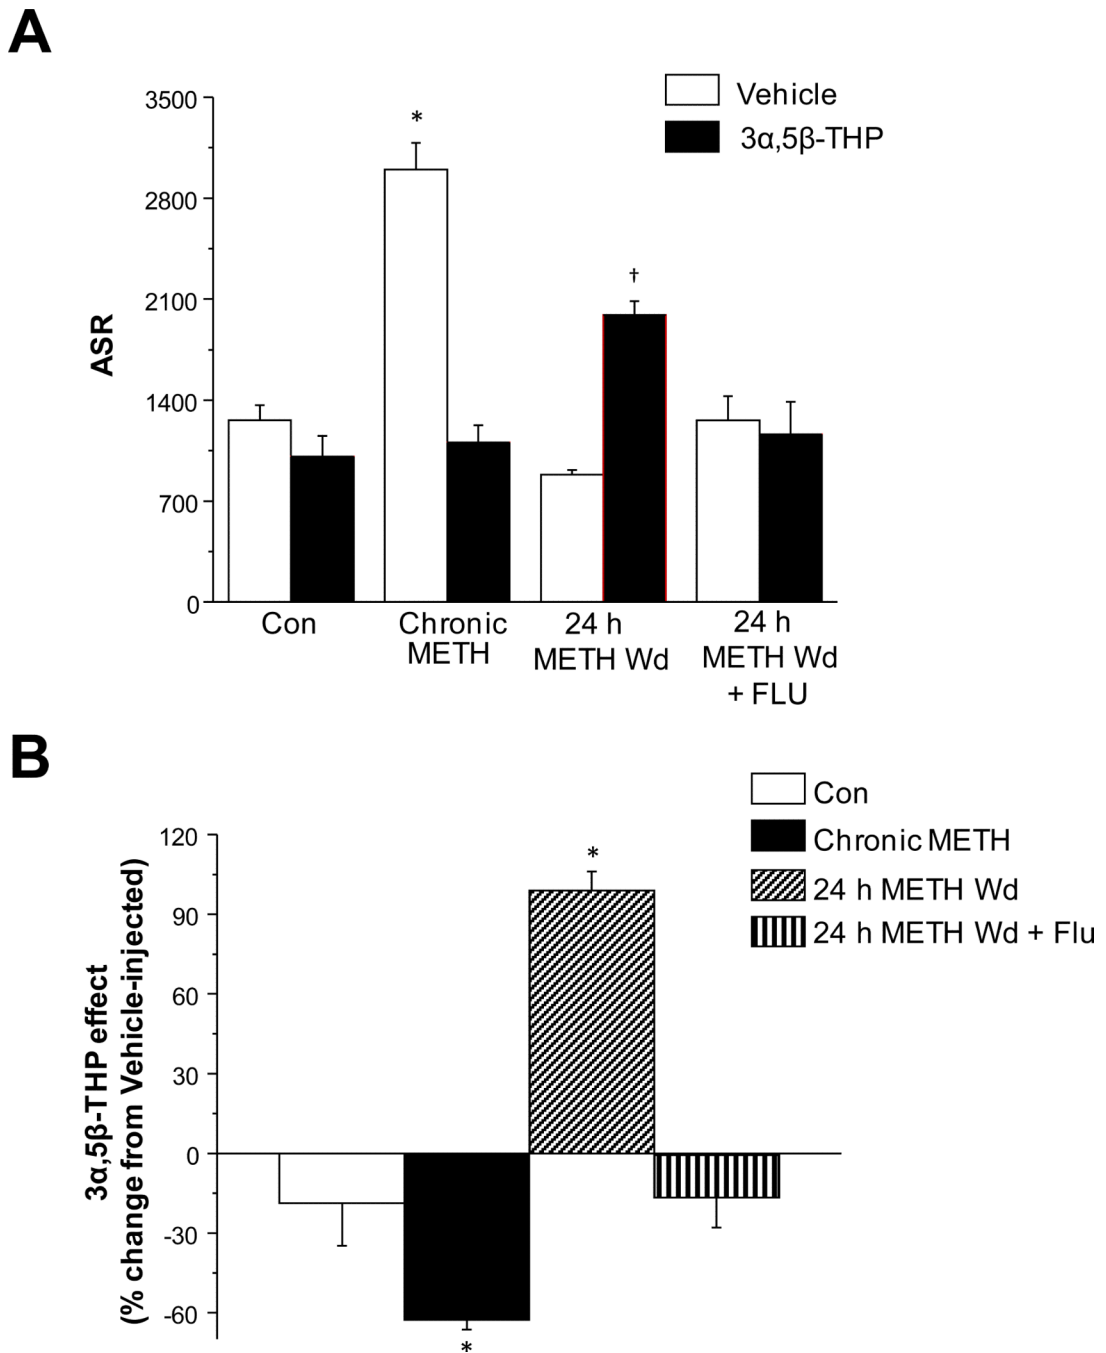 A
Vehicle
3α,5β-THP
3500
2800
2100
1400
700
0
ASR
*
†
Con
Chronic
METH
24 h
METH Wd
24 h
METH Wd
+ FLU
B
Con
Chronic METH
24 h METH Wd
24 h METH Wd + Flu
120
90
60
30
0
-30
-60
3α,5β-THP effect
(% change from Vehicle-injected)
*
*